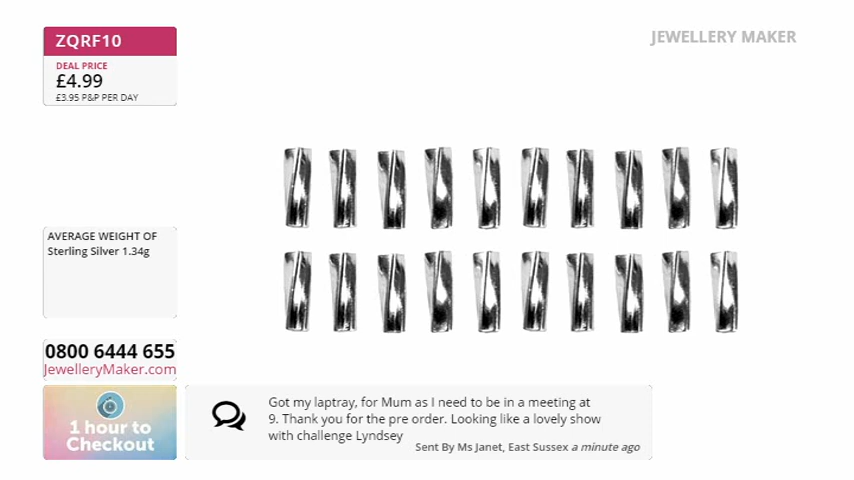 ZQRF10
DEAL PRICE
£4.99
£3.95 P&P PER DAY
JEWELLERY MAKER
AVERAGE WEIGHT OF
Sterling Silver 1.34g
0800 6444 655
JewelleryMaker.com
1 hour to
Checkout
Got my laptray, for Mum as I need to be in a meeting at
9. Thank you for the pre order. Looking like a lovely show
with challenge Lyndsey
Sent By Ms Janet, East Sussex a minute ago